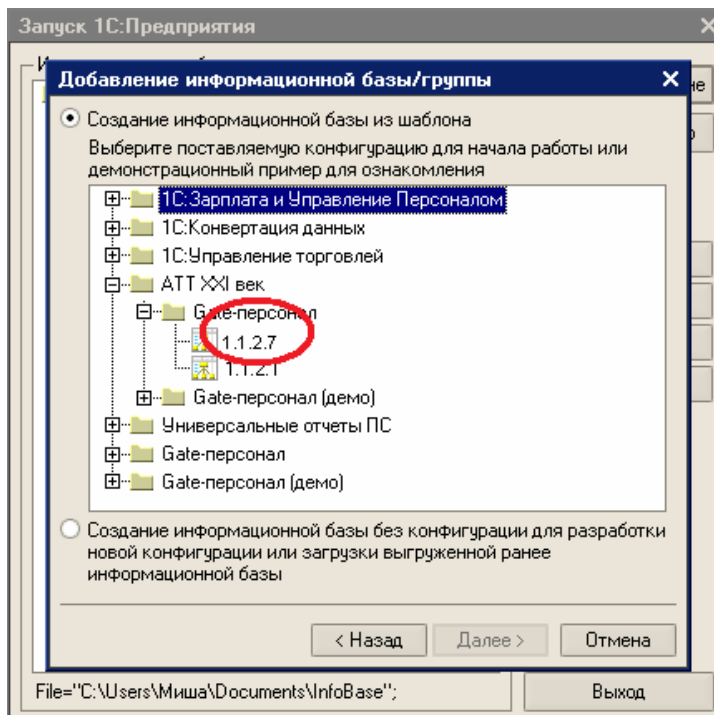 Запуск 1С:Предприятия
Добавление информационной базы/группы
Создание информационной базы из шаблона
Выберите поставляемую конфигурацию для начала работы или
демонстрационный пример для ознакомления
1С:Зарплата и Управление Персоналом
1С:Конвертация данных
1С:Управление торговлей
АТТ XXI век
Gate-персонал
1.1.2.7
1.1.2.1
Gate-персонал (демо)
Универсальные отчеты ПС
Gate-персонал
Gate-персонал (демо)
Создание информационной базы без конфигурации для разработки
новой конфигурации или загрузки выгруженной ранее
информационной базы
< Назад
Далее >
Отмена
File="C:\Users\Миша\Documents\InfoBase";
Выход